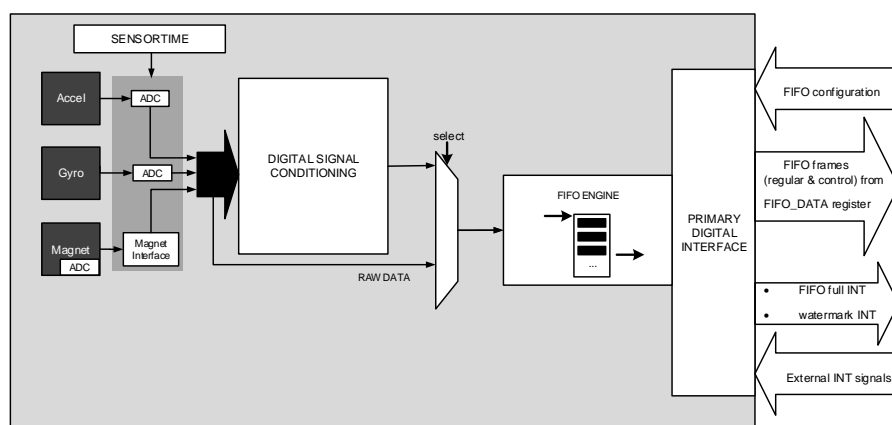 SENSORTIME
Accel
ADC
Gyro
ADC
Magnet
ADC
Magnet
Interface
DIGITAL SIGNAL
CONDITIONING
RAW DATA
select
FIFO ENGINE
...
PRIMARY
DIGITAL
INTERFACE
FIFO configuration
FIFO frames
(regular & control) from
FIFO_DATA register
• FIFO full INT
• watermark INT
External INT signals